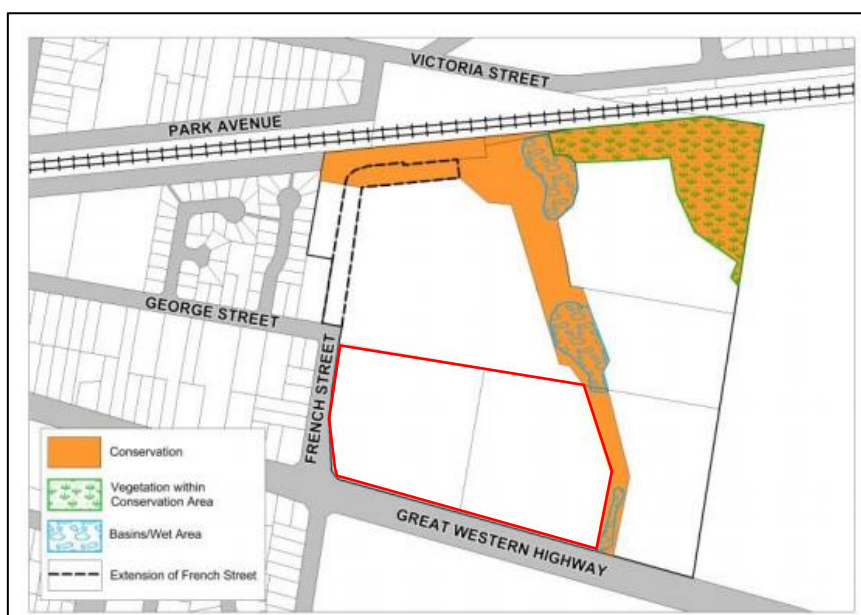 VICTORIA STREET
PARK AVENUE
GEORGE STREET
FRENCH STREET
GREAT WESTERN HIGHWAY
Conservation
Vegetation within
Conservation Area
Basins/Wet Area
Extension of French Street